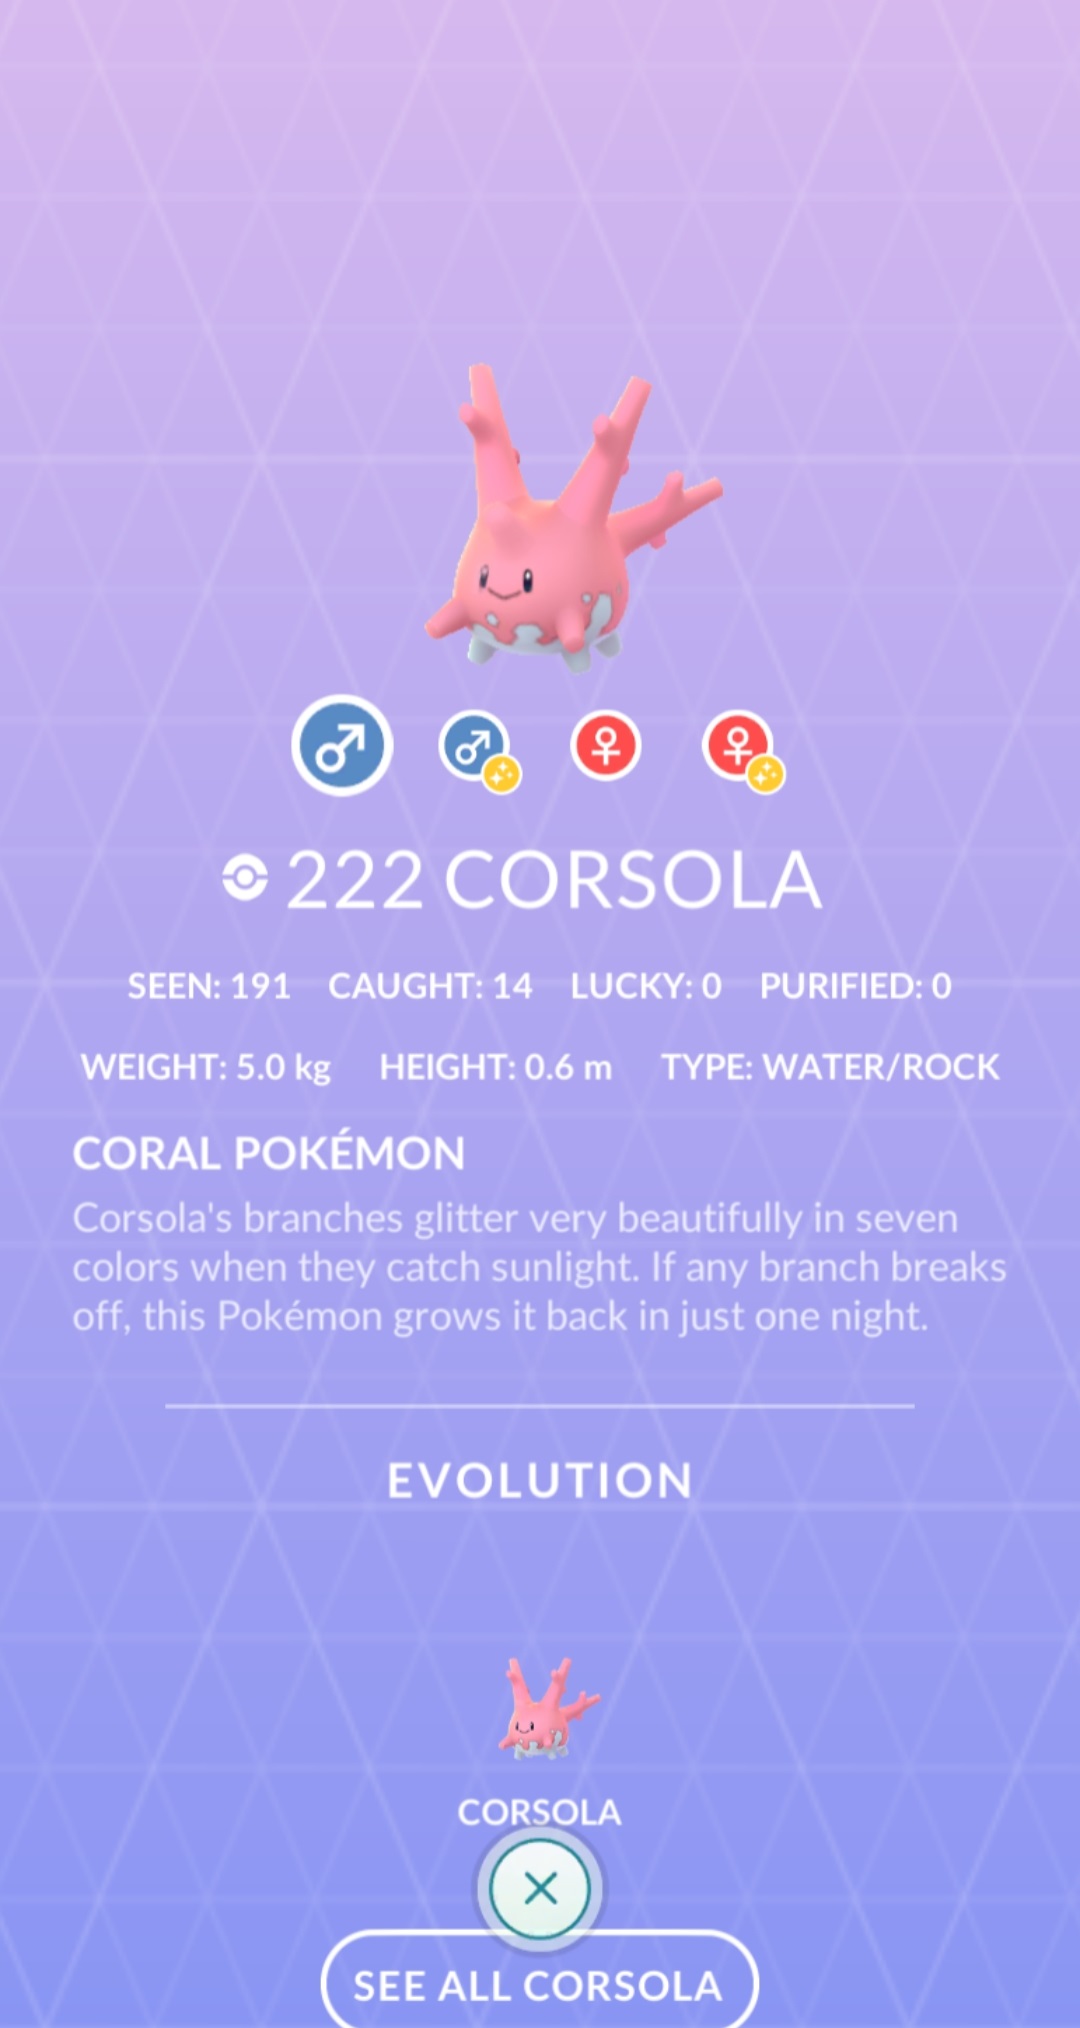 222 CORSOLA
SEEN: 191 CAUGHT: 14 LUCKY: 0 PURIFIED: 0
WEIGHT: 5.0 kg HEIGHT: 0.6 m TYPE: WATER/ROCK
CORAL POKÉMON
Corsola's branches glitter very beautifully in seven
colors when they catch sunlight. If any branch breaks
off, this Pokémon grows it back in just one night.
EVOLUTION
CORSOLA
SEE ALL CORSOLA